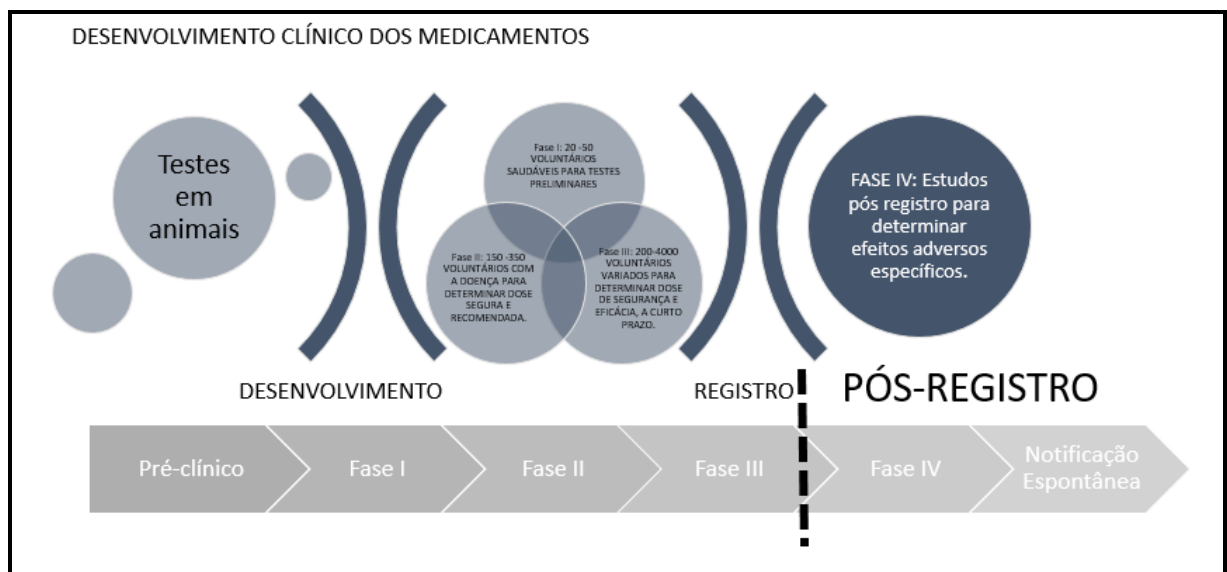 DESENVOLVIMENTO CLÍNICO DOS MEDICAMENTOS
Testes
em
animais
Fase I: 20 -50
VOLUNTÁRIOS
SAUDÁVEIS PARA TESTES
PRELIMINARES
Fase II: 150 -350
VOLUNTÁRIOS COM
A DOENÇA PARA
DETERMINAR DOSE
SEGURA E
RECOMENDADA.
Fase III: 200-4000
VOLUNTÁRIOS
VARIADOS PARA
DETERMINAR DOSE
DE SEGURANÇA E
EFICÁCIA, A CURTO
PRAZO.
FASE IV: Estudos
pós registro para
determinar
efeitos adversos
específicos.
DESENVOLVIMENTO
REGISTRO
PÓS-REGISTRO
Pré-clínico
Fase I
Fase II
Fase III
Fase IV
Notificação
Espontânea